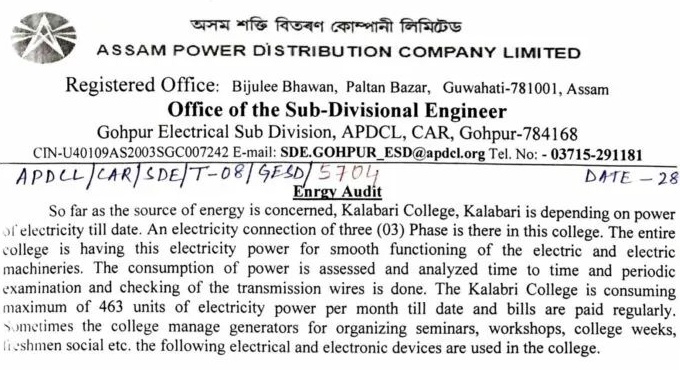 অসম শক্তি বিতৰণ কোম্পানী লিমিটেড
ASSAM POWER DISTRIBUTION COMPANY LIMITED
Registered Office: Bijulee Bhawan, Paltan Bazar, Guwahati-781001, Assam
Office of the Sub-Divisional Engineer
Gohpur Electrical Sub Division, APDCL, CAR, Gohpur-784168
CIN-U40109AS2003SGC007242 E-mail: SDE.GOHPUR_ESD@apdcl.org Tel. No: - 03715-291181
APDCL/CAR/SDE/T-08/GESD/5704 DATE - 28
Enrgy Audit
So far as the source of energy is concerned, Kalabari College, Kalabari is depending on power
of electricity till date. An electricity connection of three (03) Phase is there in this college. The entire
college is having this electricity power for smooth functioning of the electric and electric
machineries. The consumption of power is assessed and analyzed time to time and periodic
examination and checking of the transmission wires is done. The Kalabri College is consuming
maximum of 463 units of electricity power per month till date and bills are paid regularly.
Sometimes the college manage generators for organizing seminars, workshops, college weeks,
freshmen social etc. the following electrical and electronic devices are used in the college.